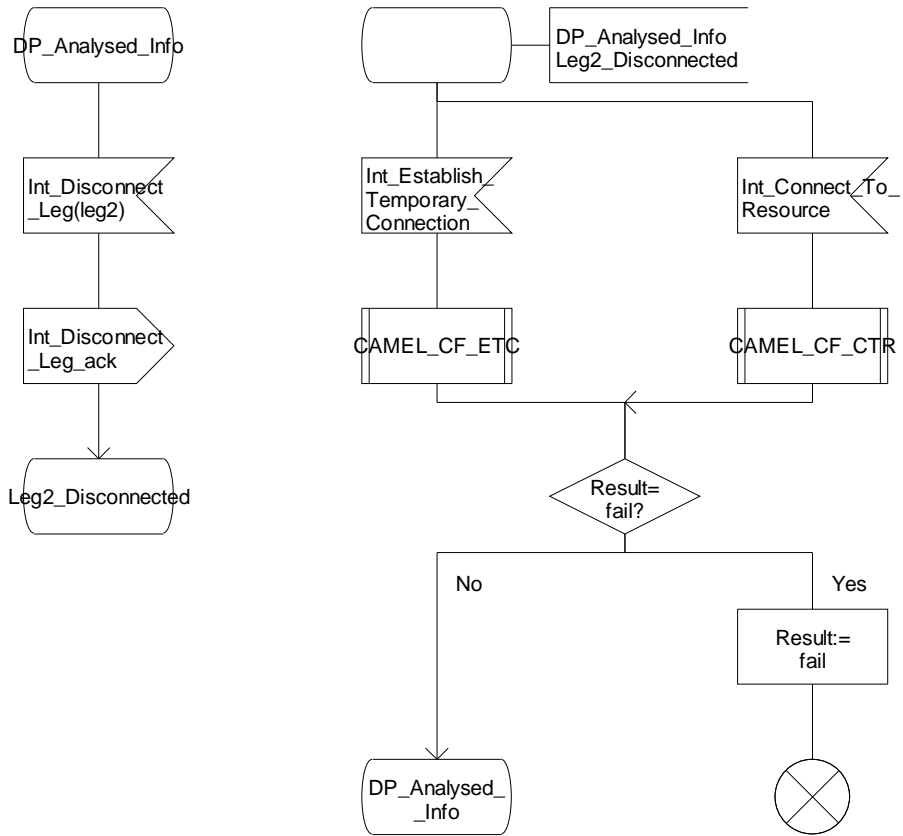 DP_Analysed_Info
DP_Analysed_Info
Leg2_Disconnected
Int_Disconnect
_Leg(leg2)
Int_Establish_
Temporary_
Connection
Int_Connect_To_
Resource
Int_Disconnect
_Leg_ack
CAMEL_CF_ETC
CAMEL_CF_CTR
Leg2_Disconnected
Result=
fail?
No
Yes
Result:=
fail
DP_Analysed_
_Info